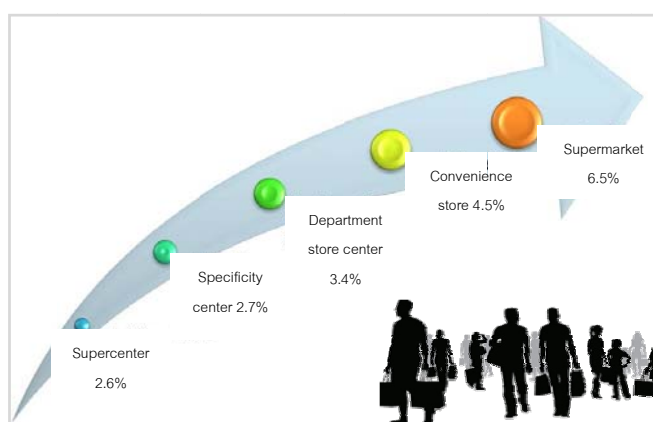 Supermarket
6.5%
Convenience
store 4.5%
Department
store center
3.4%
Specificity
center 2.7%
Supercenter
2.6%